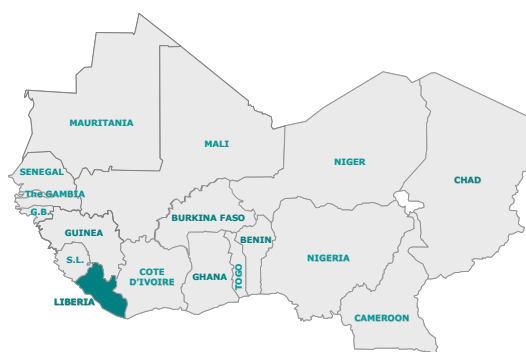 MAURITANIA
MALI
NIGER
SENEGAL
CHAD
The GAMBIA
G.B.
BURKINA FASO
GUINEA
BENIN
S.L.
NIGERIA
COTE
D'IVOIRE
GHANA
TOGO
LIBERIA
CAMEROON